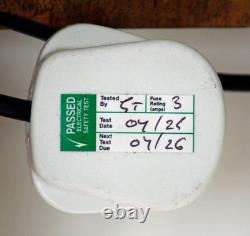 PASSED
ELECTRICAL
SAFETY TEST
Tested By
Fuse Rating (amps) 3
Test Date 04/25
Next Test Due 04/26